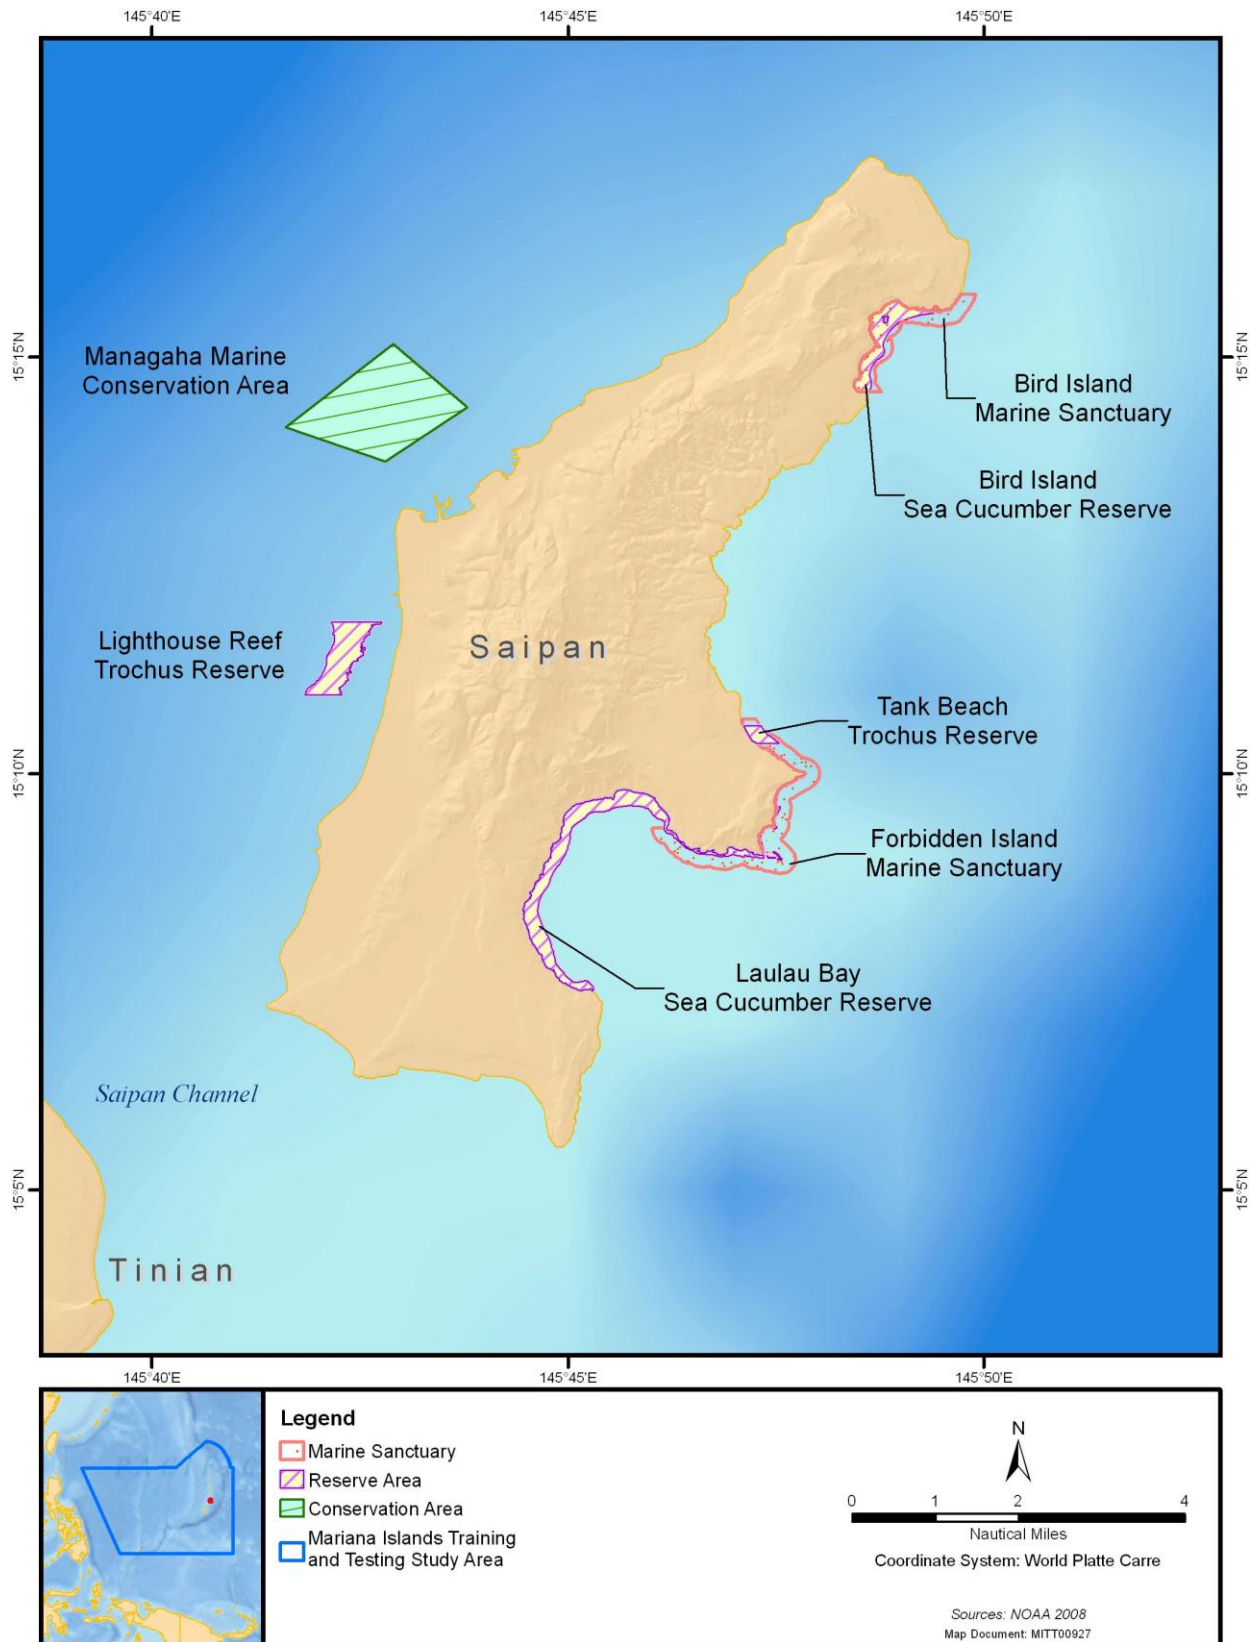 145°40'E
145°45'E
145°50'E
15°15'N
15°15'N
Managaha Marine
Conservation Area
Bird Island
Marine Sanctuary
Bird Island
Sea Cucumber Reserve
Lighthouse Reef
Trochus Reserve
Saipan
Tank Beach
Trochus Reserve
15°10'N
15°10'N
Forbidden Island
Marine Sanctuary
Laulau Bay
Sea Cucumber Reserve
Saipan Channel
15°5'N
15°5'N
Tinian
145°40'E
145°45'E
145°50'E
Legend
Marine Sanctuary
Reserve Area
Conservation Area
Mariana Islands Training
and Testing Study Area
N
0 1 2 4
Nautical Miles
Coordinate System: World Platte Carre
Sources: NOAA 2008
Map Document: MITT00927